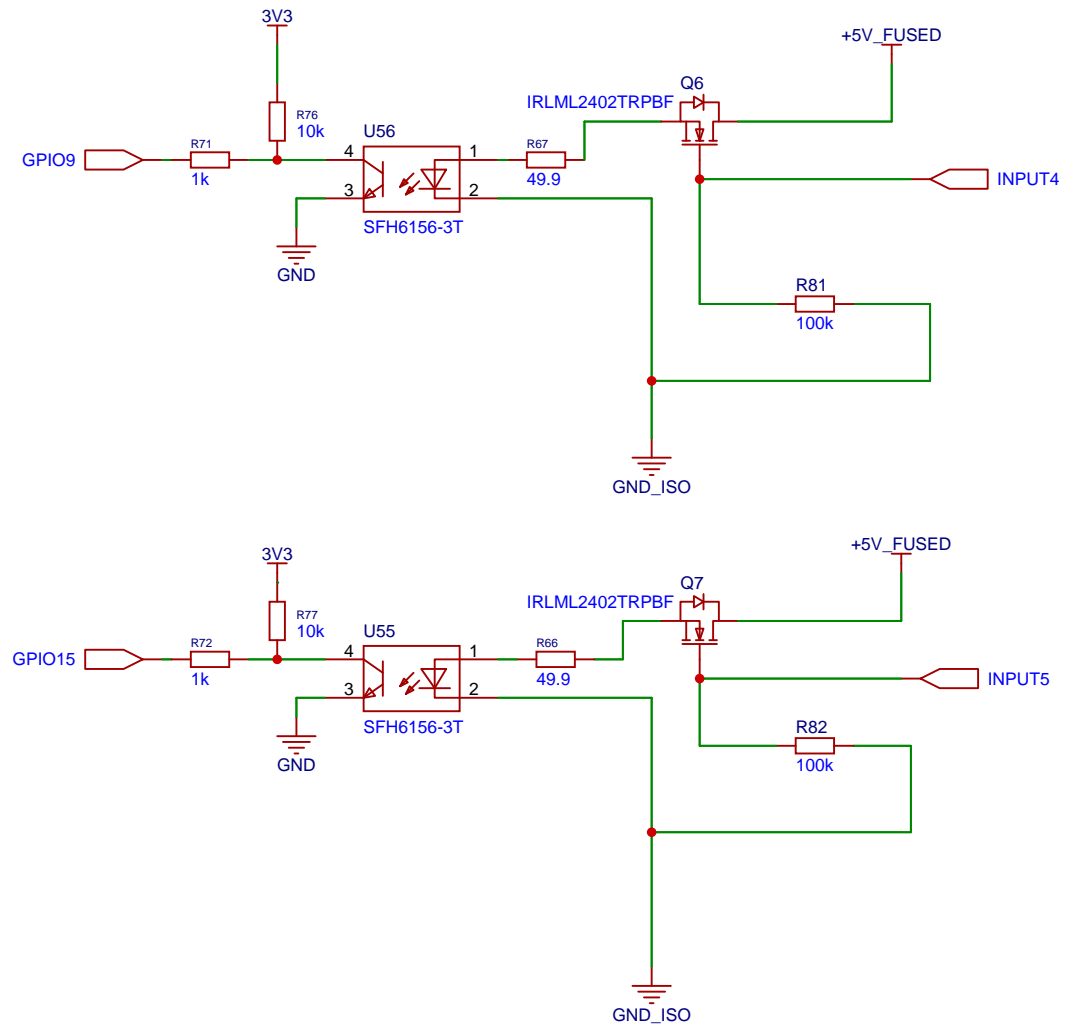 3V3
+5V_FUSED
Q6
IRLML2402TRPBF
R76
10k
U56
R71
GPIO9
1k
4
3
1
2
R67
49.9
INPUT4
SFH6156-3T
GND
R81
100k
GND_ISO
3V3
+5V_FUSED
Q7
IRLML2402TRPBF
R77
10k
U55
R72
GPIO15
1k
4
3
1
2
R66
49.9
INPUT5
SFH6156-3T
GND
R82
100k
GND_ISO